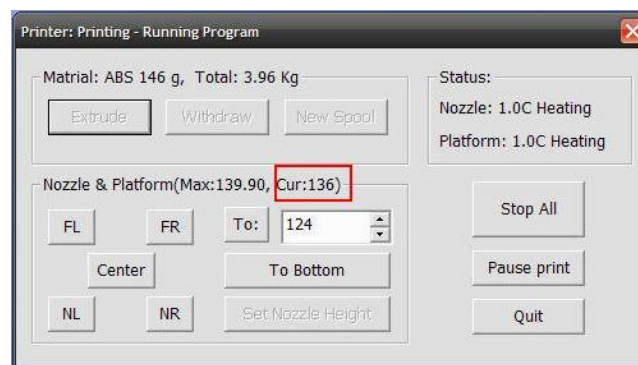 Printer: Printing - Running Program
Matrial: ABS 146 g, Total: 3.96 Kg
Extrude
Withdraw
New Spool
Status:
Nozzle: 1.0C Heating
Platform: 1.0C Heating
Nozzle & Platform(Max:139.90, Cur:136)
FL
FR
To:
124
Center
To Bottom
NL
NR
Set Nozzle Height
Stop All
Pause print
Quit